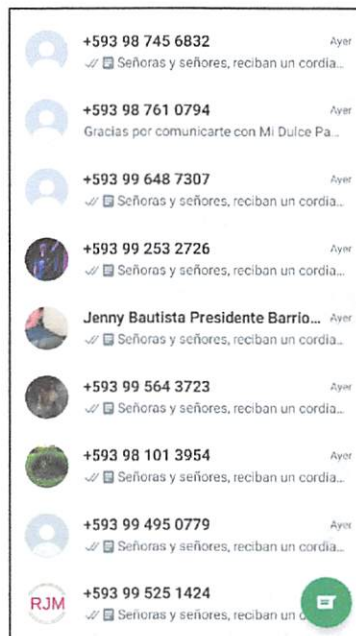 +593 98 745 6832 Ayer
Señoras y señores, reciban un cordia...
+593 98 761 0794 Ayer
Gracias por comunicarte con Mi Dulce Pa...
+593 99 648 7307 Ayer
Señoras y señores, reciban un cordia...
+593 99 253 2726 Ayer
Señoras y señores, reciban un cordia...
Jenny Bautista Presidente Barrio... Ayer
Señoras y señores, reciban un cordia...
+593 99 564 3723 Ayer
Señoras y señores, reciban un cordia...
+593 98 101 3954 Ayer
Señoras y señores, reciban un cordia...
+593 99 495 0779 Ayer
Señoras y señores, reciban un cordia...
RJM +593 99 525 1424
Señoras y señores, reciban un